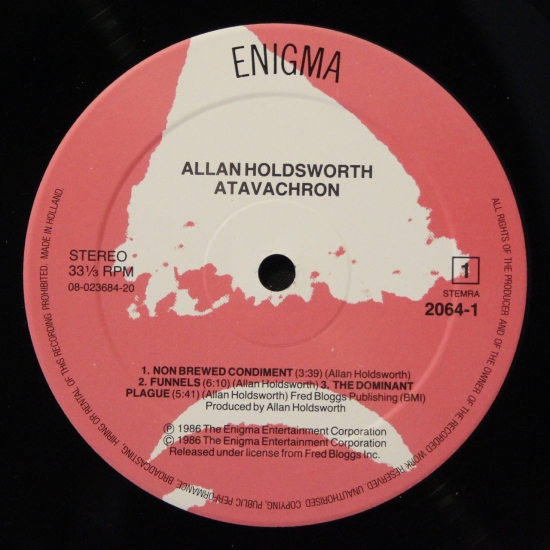 ENIGMA
ALLAN HOLDSWORTH
ATAVACHRON
STEREO
33⅓ RPM
08-023684-20
1
STEMRA
2064-1
1. NON BREWED CONDIMENT (3:39) (Allan Holdsworth)
2. FUNNELS (6:10) (Allan Holdsworth) 3. THE DOMINANT
PLAGUE (5:41) (Allan Holdsworth) Fred Bloggs Publishing (BMI)
Produced by Allan Holdsworth
Ⓟ 1986 The Enigma Entertainment Corporation
© 1986 The Enigma Entertainment Corporation
Released under license from Fred Bloggs Inc.
ALL RIGHTS OF THE PRODUCER AND OF THE OWNER OF THE RECORDED WORK RESERVED. UNAUTHORISED COPYING, PUBLIC PERFORMANCE, BROADCASTING, HIRING OR RENTAL OF THIS RECORDING PROHIBITED. MADE IN HOLLAND.